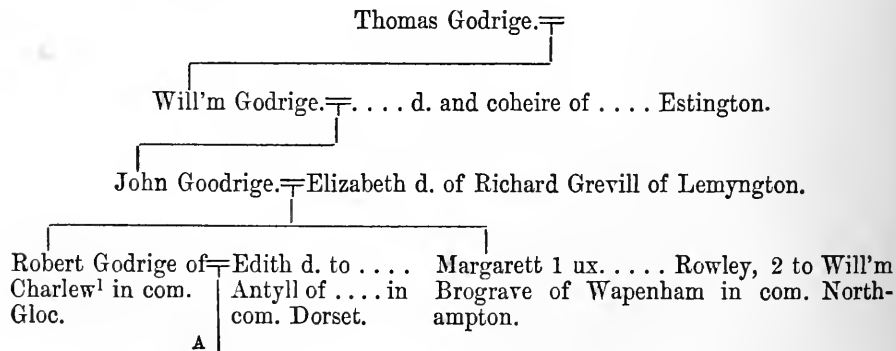 Thomas Godrige.
Will'm Godrige. . . . . d. and coheire of . . . . Estington.
John Goodrige. Elizabeth d. of Richard Grevill of Lemyngton.
Robert Godrige of
Charlew¹ in com.
Gloc.
Edith d. to . . . .
Antyll of . . . . in
com. Dorset.
Margarett 1 ux. . . . . Rowley, 2 to Will'm
Brograve of Wapenham in com. North-
ampton.
A